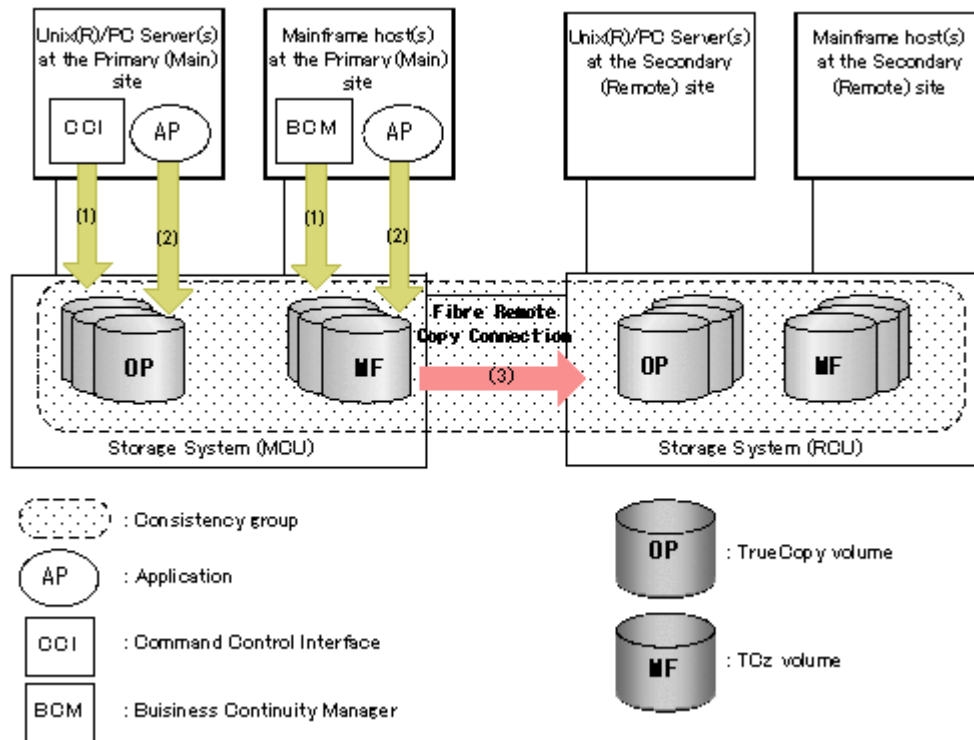 Unix(R)/PC Server(s)
at the Primary (Main)
site
CCI
AP
Mainframe host(s)
at the Primary (Main)
site
BCM
AP
Unix(R)/PC Server(s)
at the Secondary
(Remote) site
Mainframe host(s)
at the Secondary
(Remote) site
(1)
(2)
(1)
(2)
Fibre Remote
Copy Connection
(3)
OP
MF
OP
MF
Storage System (MCU)
Storage System (RCU)
: Consistency group
AP
: Application
CCI
: Command Control Interface
BCM
: Buisiness Continuity Manager
OP
: TrueCopy volume
MF
: TCz volume